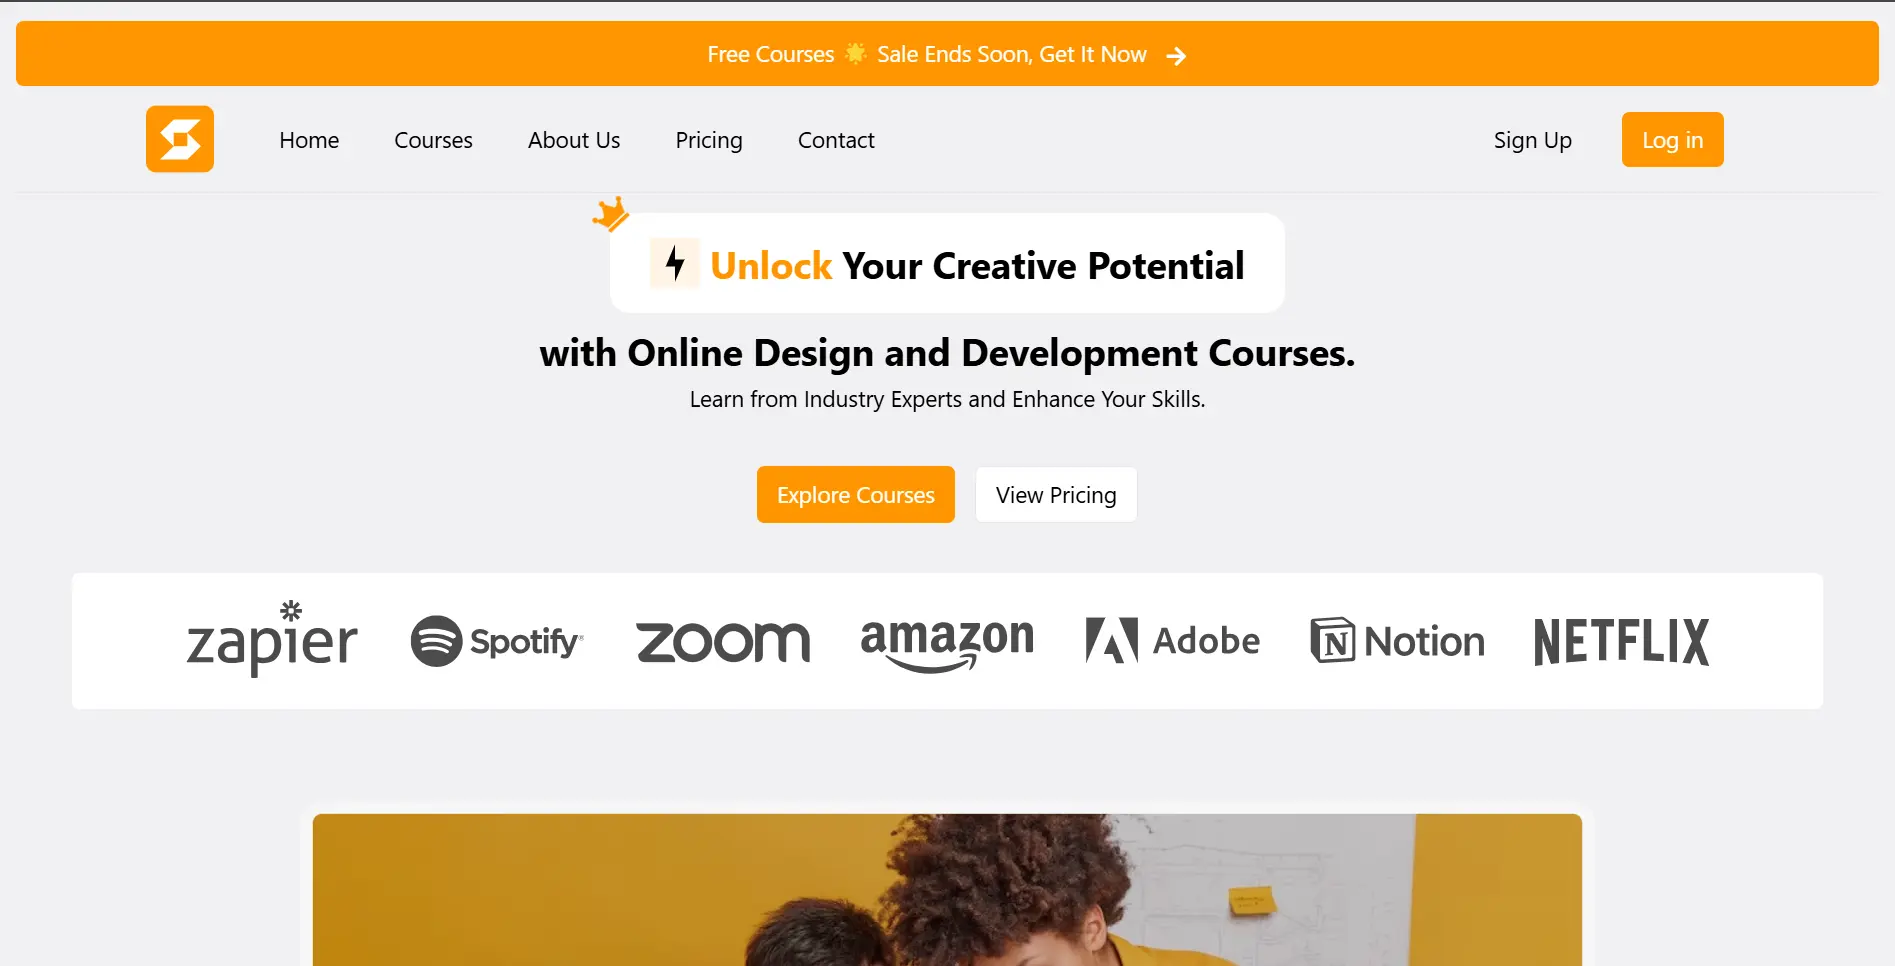 Free Courses 🌟 Sale Ends Soon, Get It Now →
Home Courses About Us Pricing Contact Sign Up Log in
Unlock Your Creative Potential
with Online Design and Development Courses.
Learn from Industry Experts and Enhance Your Skills.
Explore Courses View Pricing
zapier Spotify zoom amazon Adobe Notion NETFLIX